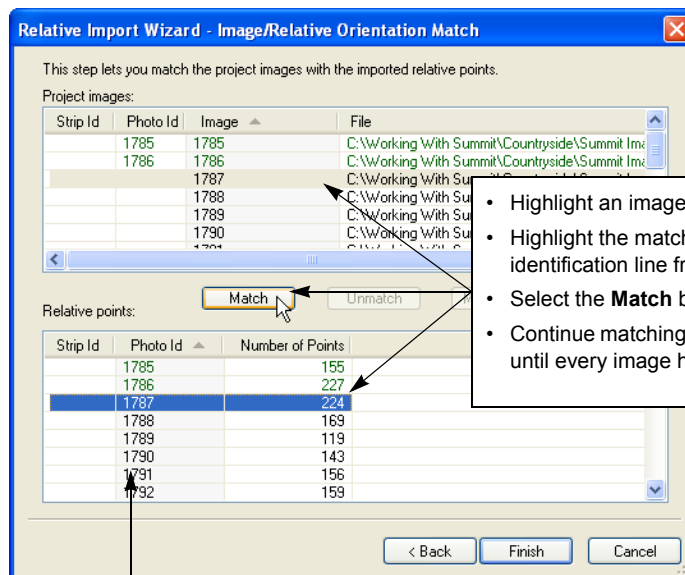 Relative Import Wizard - Image/Relative Orientation Match
This step lets you match the project images with the imported relative points.
Project images:
Strip Id Photo Id Image File
1785 1785 C:\Working With Summit\Countryside\Summit Ima
1786 1786 C:\Working With Summit\Countryside\Summit Ima
1787 C:\Working With Su
1788 C:\Working With Su
1789 C:\Working With Su
1790 C:\Working With Su
1791 C:\Working With Su
• Highlight an image
• Highlight the match
identification line fr
• Select the Match b
• Continue matching
until every image h
Match Unmatch M
Relative points:
Strip Id Photo Id Number of Points
1785 155
1786 227
1787 224
1788 169
1789 119
1790 143
1791 156
1792 159
< Back Finish Cancel